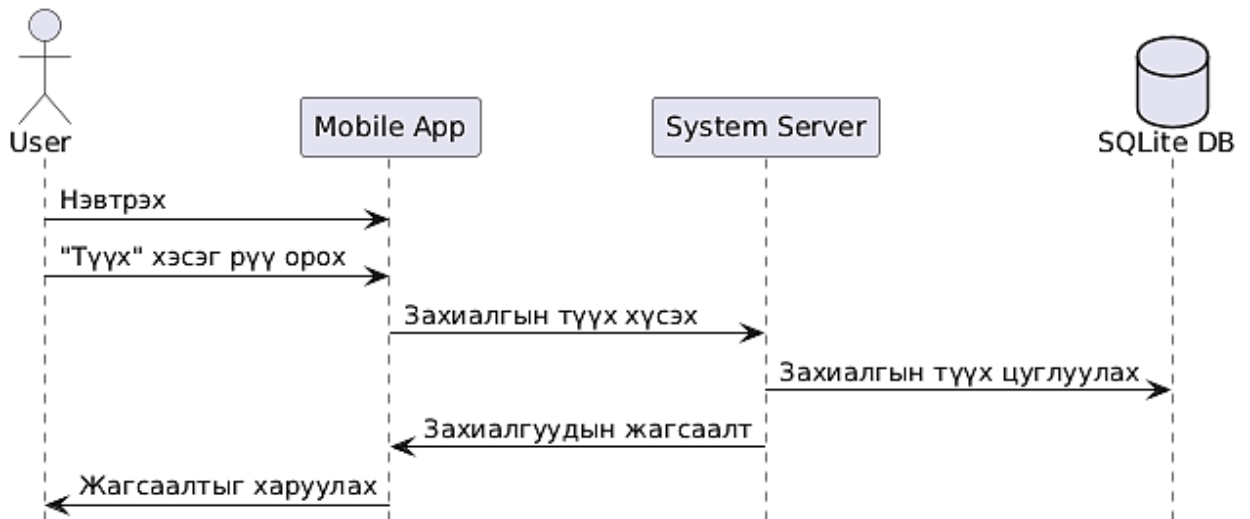 User
Mobile App
System Server
SQLite DB
Нэвтрэх
"Түүх" хэсэг рүү орох
Захиалгын түүх хүсэх
Захиалгын түүх цуглуулах
Захиалгуудын жагсаалт
Жагсаалтыг харуулах